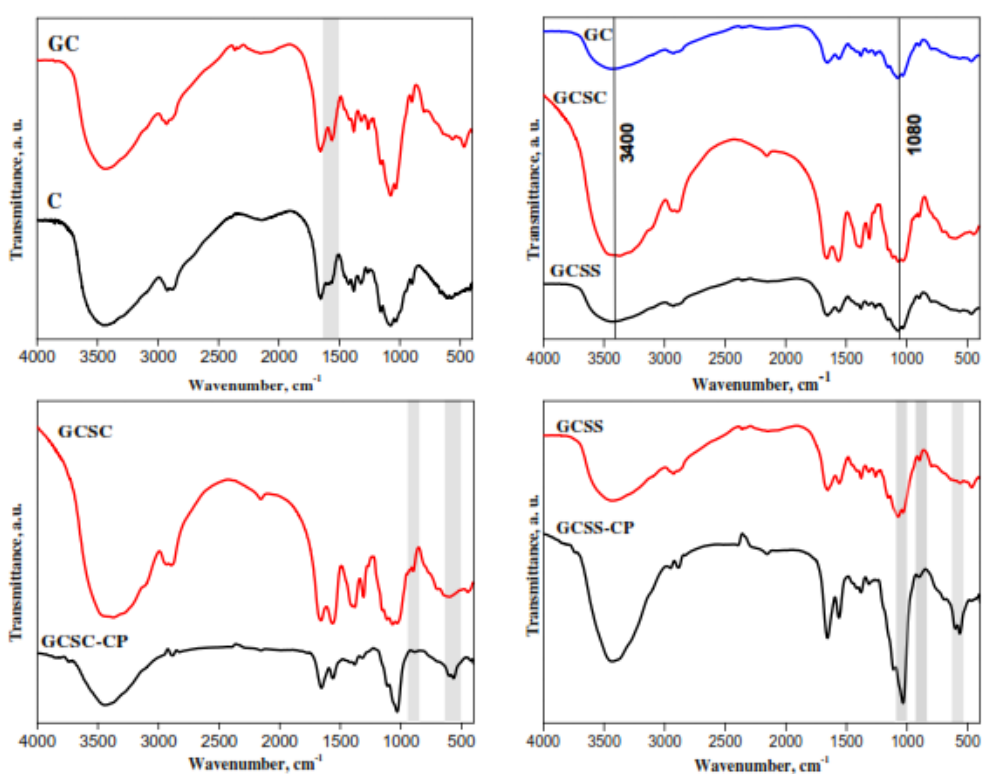 GC
C
Transmittance, a. u.
4000 3500 3000 2500 2000 1500 1000 500
Wavenumber, cm-1
GC
GCSC
GCSS
3400
1080
Transmittance, a. u.
4000 3500 3000 2500 2000 1500 1000 500
Wavenumber, cm-1
GCSC
GCSC-CP
Transmittance, a. u.
4000 3500 3000 2500 2000 1500 1000 500
Wavenumber, cm-1
GCSS
GCSS-CP
Transmittance, a. u.
4000 3500 3000 2500 2000 1500 1000 500
Wavenumber, cm-1